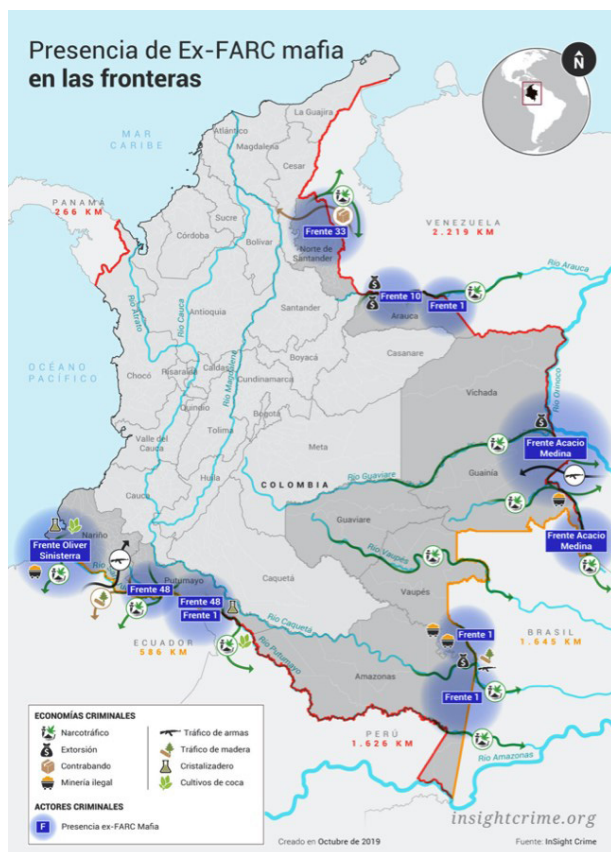 Presencia de Ex-FARC mafia
en las fronteras
N
MAR
CARIBE
La Guajira
Atlántico
Magdalena
Cesar
PANAMÁ
266 KM
VENEZUELA
2.219 KM
Sucre
Córdoba
Bolívar
Frente 33
Norte de
Santander
Río Arauca
Frente 10
Frente 1
Arauca
Río Atrato
Río Cauca
Antioquia
Santander
Casanare
Boyacá
OCÉANO
PACÍFICO
Chocó
Risaralda
Caldas
Río Magdalena
Cundinamarca
Quindío
Bogotá
Vichada
Río Orinoco
Tolima
Valle del
Cauca
Meta
Frente Acacio
Medina
Guainía
Huila
COLOMBIA
Río Guaviare
Cauca
Guaviare
Nariño
Frente Oliver
Sinisterra
Frente Acacio
Medina
Río Vaupés
Putumayo
Caquetá
Vaupés
Frente 48
Frente 48
Frente 1
Río Caquetá
Frente 1
BRASIL
1.645 KM
ECUADOR
586 KM
Río Putumayo
Amazonas
Frente 1
PERÚ
1.626 KM
Río Amazonas
ECONOMÍAS CRIMINALES
Narcotráfico
Tráfico de armas
Extorsión
Tráfico de madera
Contrabando
Cristalizadero
Minería ilegal
Cultivos de coca
ACTORES CRIMINALES
F
Presencia ex-FARC Mafia
insightcrime.org
Creado en Octubre de 2019
Fuente: InSight Crime